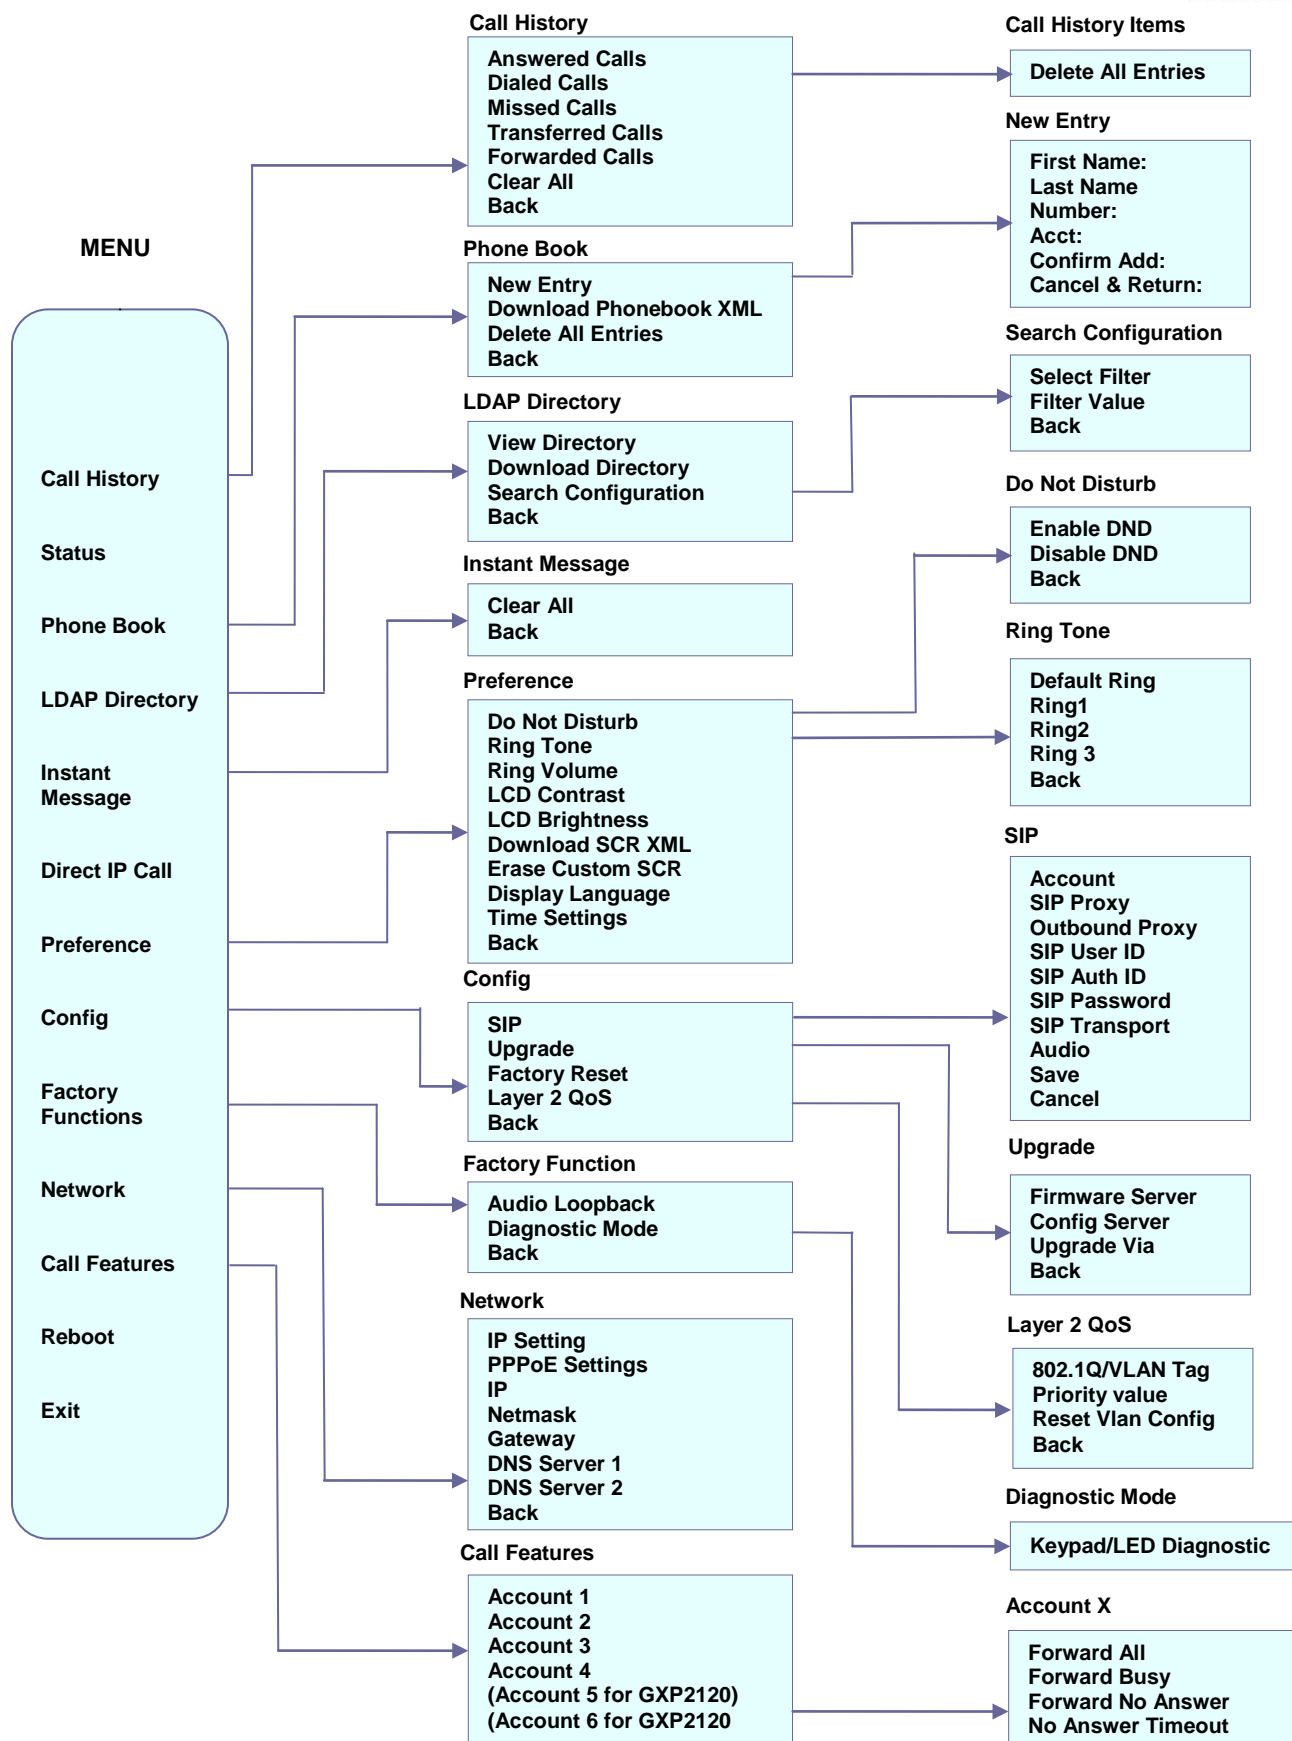 MENU
Call History
Status
Phone Book
LDAP Directory
Instant
Message
Direct IP Call
Preference
Config
Factory
Functions
Network
Call Features
Reboot
Exit
Call History
Answered Calls
Dialed Calls
Missed Calls
Transferred Calls
Forwarded Calls
Clear All
Back
Phone Book
New Entry
Download Phonebook XML
Delete All Entries
Back
LDAP Directory
View Directory
Download Directory
Search Configuration
Back
Instant Message
Clear All
Back
Preference
Do Not Disturb
Ring Tone
Ring Volume
LCD Contrast
LCD Brightness
Download SCR XML
Erase Custom SCR
Display Language
Time Settings
Back
Config
SIP
Upgrade
Factory Reset
Layer 2 QoS
Back
Factory Function
Audio Loopback
Diagnostic Mode
Back
Network
IP Setting
PPPoE Settings
IP
Netmask
Gateway
DNS Server 1
DNS Server 2
Back
Call Features
Account 1
Account 2
Account 3
Account 4
(Account 5 for GXP2120)
(Account 6 for GXP2120
Call History Items
Delete All Entries
New Entry
First Name:
Last Name
Number:
Acct:
Confirm Add:
Cancel & Return:
Search Configuration
Select Filter
Filter Value
Back
Do Not Disturb
Enable DND
Disable DND
Back
Ring Tone
Default Ring
Ring1
Ring2
Ring 3
Back
SIP
Account
SIP Proxy
Outbound Proxy
SIP User ID
SIP Auth ID
SIP Password
SIP Transport
Audio
Save
Cancel
Upgrade
Firmware Server
Config Server
Upgrade Via
Back
Layer 2 QoS
802.1Q/VLAN Tag
Priority value
Reset Vlan Config
Back
Diagnostic Mode
Keypad/LED Diagnostic
Account X
Forward All
Forward Busy
Forward No Answer
No Answer Timeout